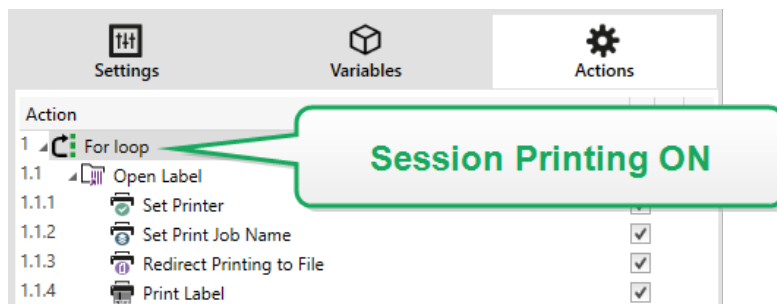 Settings Variables Actions
Action
1 For loop
Session Printing ON
1.1 Open Label
1.1.1 Set Printer
1.1.2 Set Print Job Name
1.1.3 Redirect Printing to File
1.1.4 Print Label